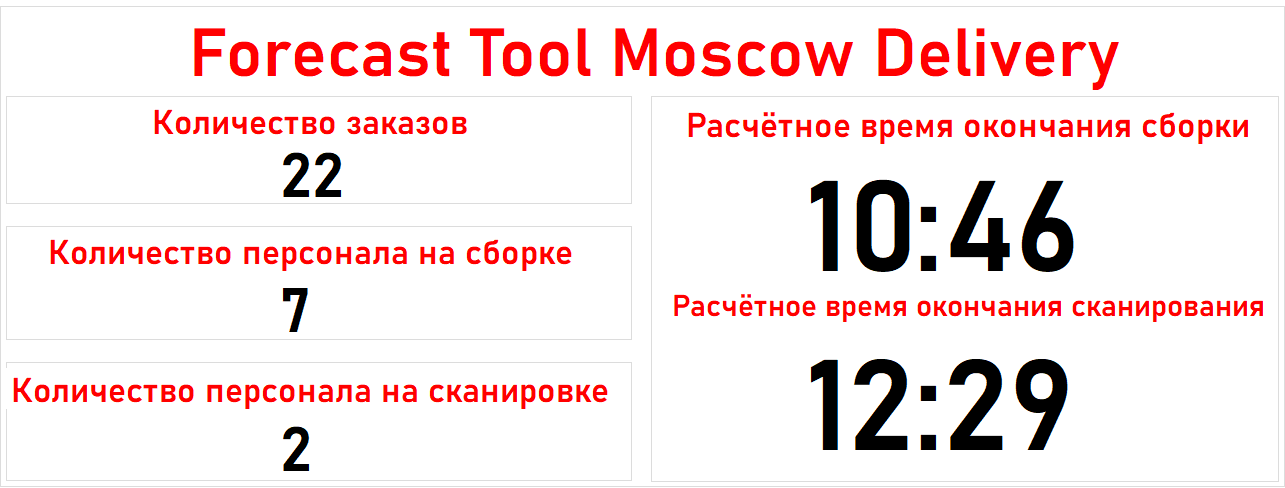 Forecast Tool Moscow Delivery
Количество заказов
22
Количество персонала на сборке
7
Количество персонала на сканировке
2
Расчётное время окончания сборки
10:46
Расчётное время окончания сканирования
12:29